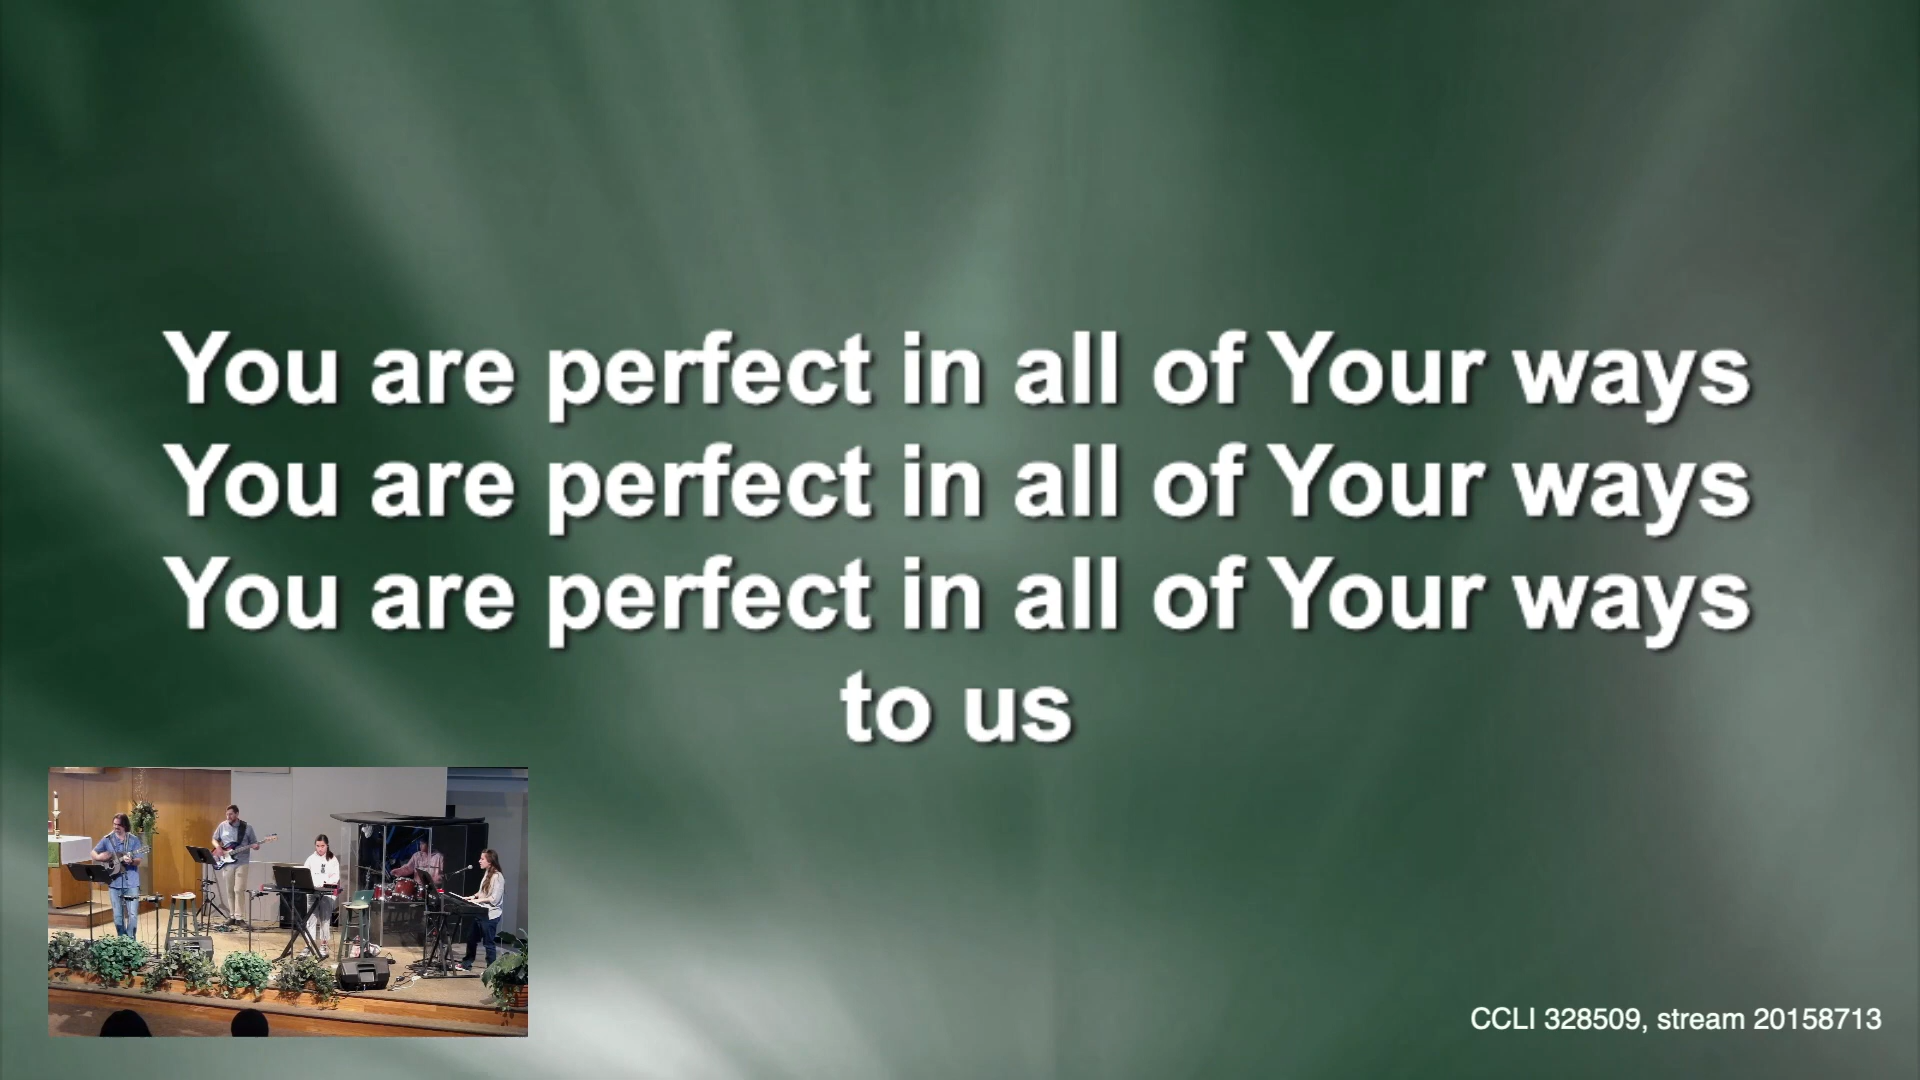 You are perfect in all of Your ways
You are perfect in all of Your ways
You are perfect in all of Your ways
to us
CCLI 328509, stream 20158713